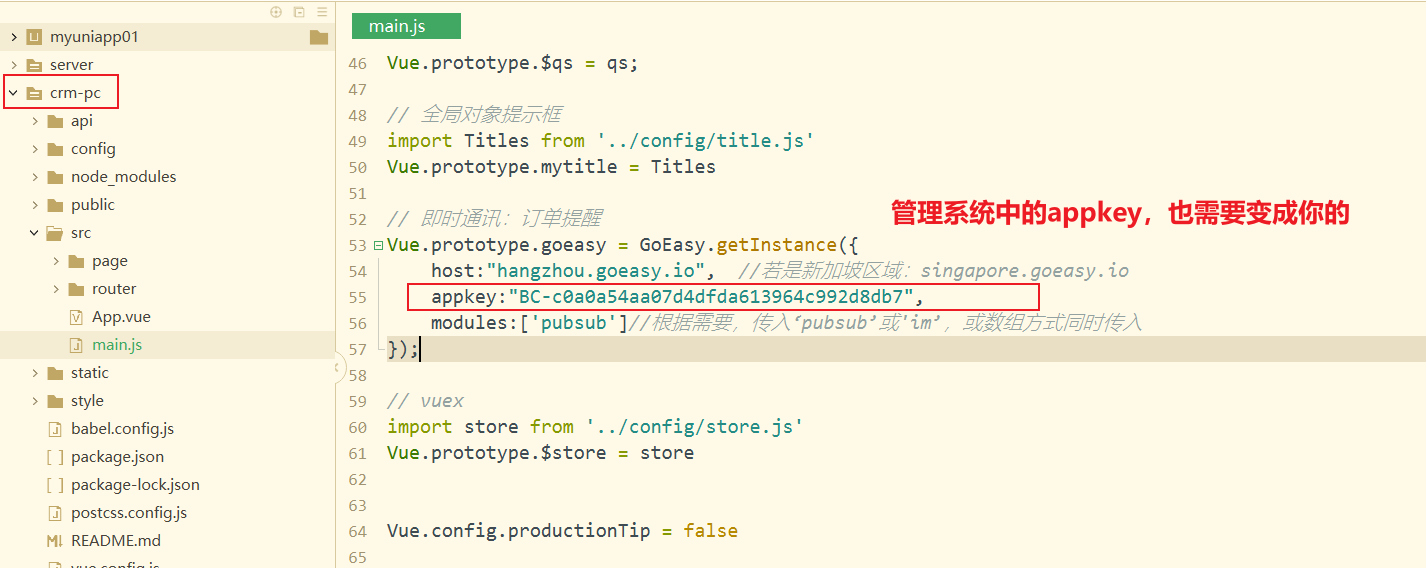 myuniapp01
server
crm-pc
api
config
node_modules
public
src
page
router
App.vue
main.js
static
style
babel.config.js
package.json
package-lock.json
postcss.config.js
README.md
vue.config.js
main.js
46 Vue.prototype.$qs = qs;
47
48 // 全局对象提示框
49 import Titles from '../config/title.js'
50 Vue.prototype.mytitle = Titles
51
52 // 即时通讯：订单提醒
53 Vue.prototype.goeasy = GoEasy.getInstance({
54 host:"hangzhou.goeasy.io", //若是新加坡区域：singapore.goeasy.io
55 appkey:"BC-c0a0a54aa07d4dfda613964c992d8db7",
56 modules:['pubsub']//根据需要，传入‘pubsub’或'im’，或数组方式同时传入
57 });
58
59 // vuex
60 import store from '../config/store.js'
61 Vue.prototype.$store = store
62
63
64 Vue.config.productionTip = false
65
管理系统中的appkey，也需要变成你的